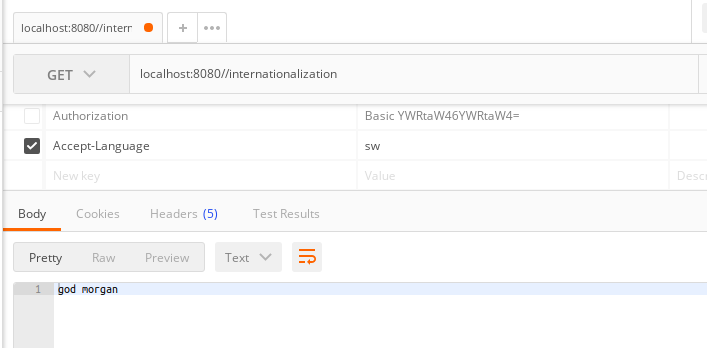 localhost:8080//intern
+
•••
GET
localhost:8080//internationalization
Authorization
Basic YWRtaW46YWRtaW4=
Accept-Language
sw
New key
Value
Desc
Body
Cookies
Headers (5)
Test Results
Pretty
Raw
Preview
Text
1
god morgan